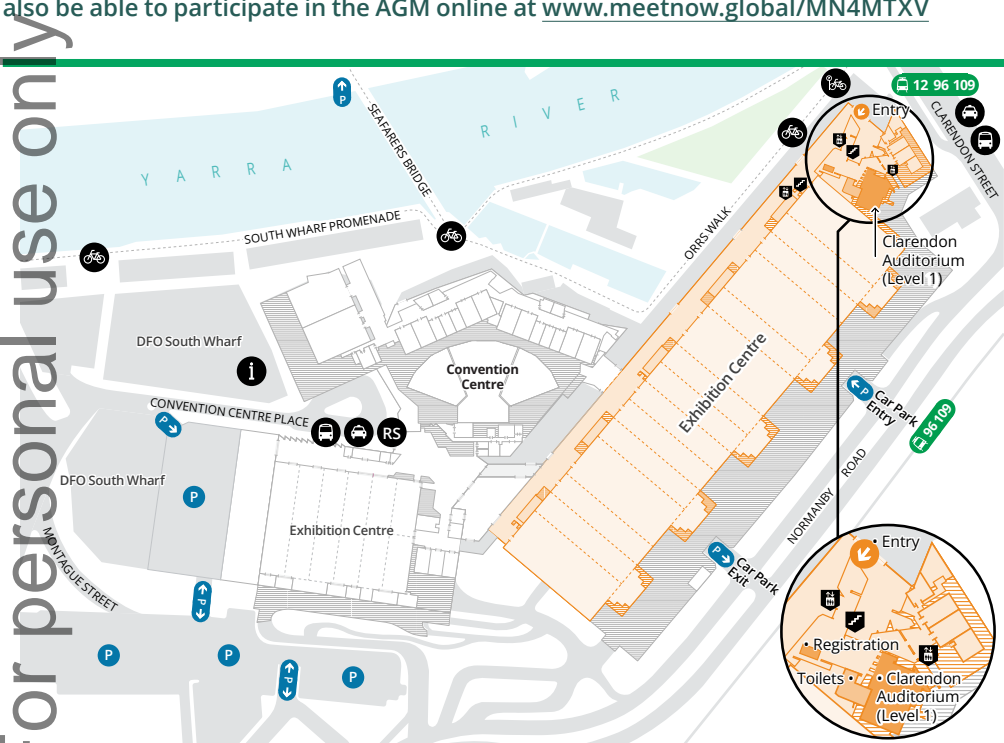 also be able to participate in the AGM online at www.meetnow.global/MN4MTXV
For personal use only
P
12 96 109
Entry
CLARENDON STREET
SEAFARERS BRIDGE
YARRA RIVER
SOUTH WHARF PROMENADE
ORRS WALK
Clarendon
Auditorium
(Level 1)
DFO South Wharf
i
Convention
Centre
Exhibition Centre
CONVENTION CENTRE PLACE
P
RS
P
Car Park
Entry
96 109
DFO South Wharf
P
Exhibition Centre
NORMANBY ROAD
MONTAGUE STREET
P
Car Park
Exit
P
P
P
P
P
• Entry
• Registration
Toilets •
• Clarendon
Auditorium
(Level 1)